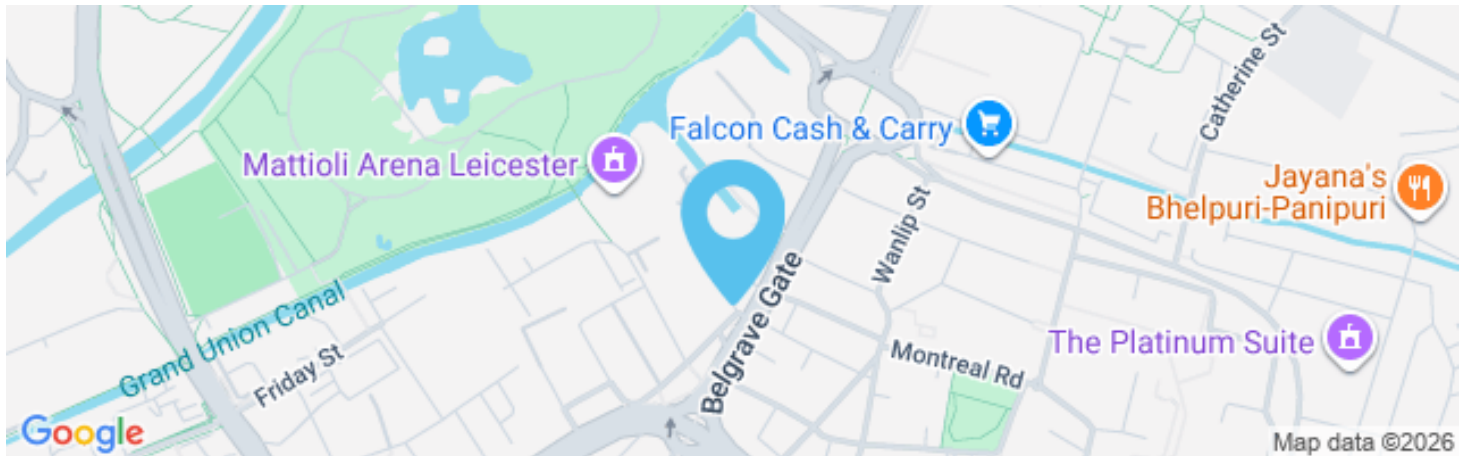 Catherine St
Falcon Cash & Carry
Mattioli Arena Leicester
Jayana's
Bhelpuri-Panipuri
Wanlip St
Belgrave Gate
Grand Union Canal
The Platinum Suite
Montreal Rd
Friday St
Google
Map data ©2026